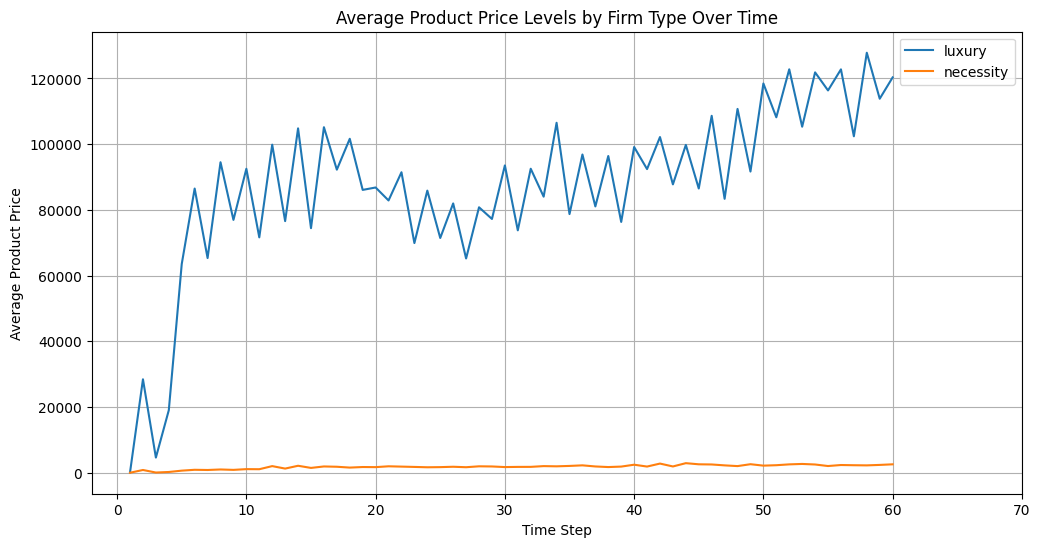 Average Product Price Levels by Firm Type Over Time
luxury
necessity
Average Product Price
120000
100000
80000
60000
40000
20000
0
0 10 20 30 40 50 60 70
Time Step